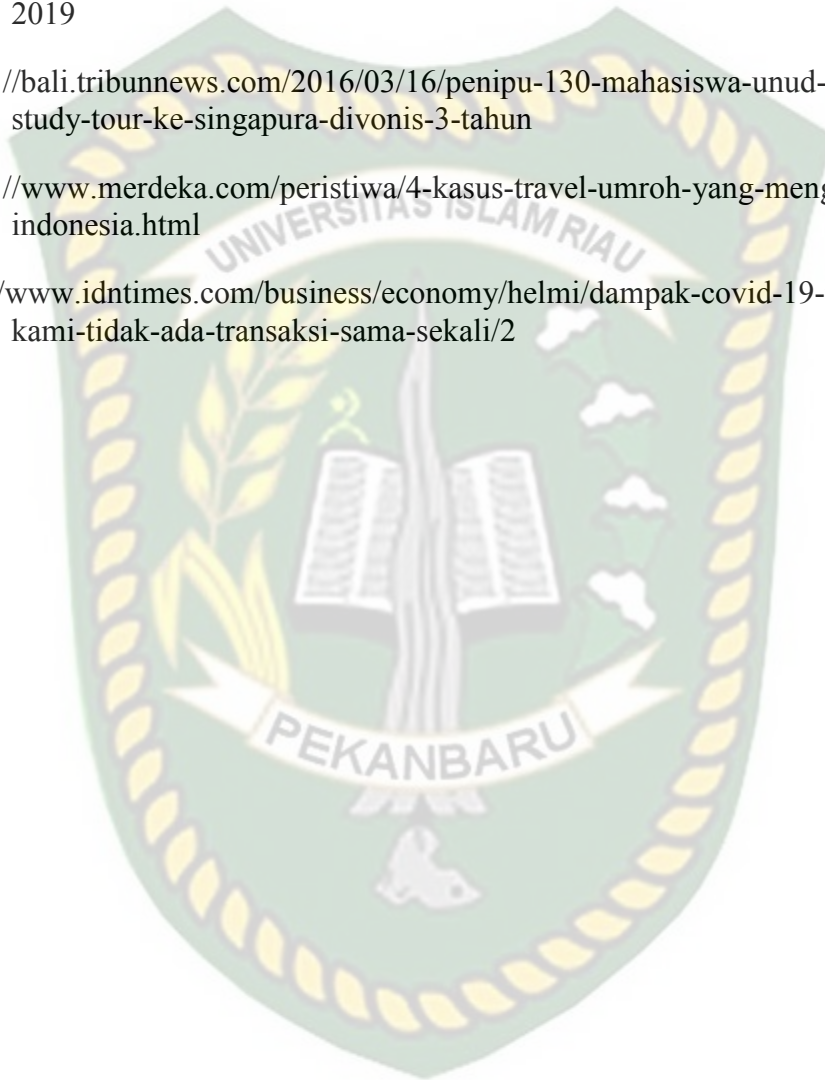 2019
//bali.tribunnews.com/2016/03/16/penipu-130-mahasiswa-unud-
study-tour-ke-singapura-divonis-3-tahun
//www.merdeka.com/peristiwa/4-kasus-travel-umroh-yang-meng
indonesia.html
UNIVERSITAS ISLAM RIAU
/www.idntimes.com/business/economy/helmi/dampak-covid-19-
kami-tidak-ada-transaksi-sama-sekali/2
PEKANBARU